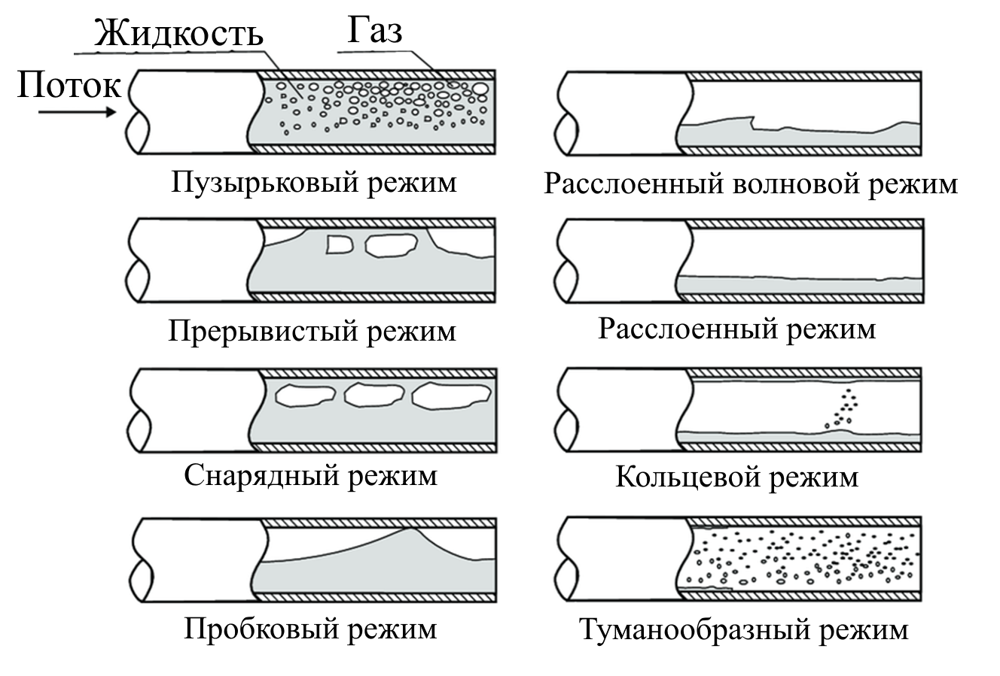 Жидкость
Газ
Поток
Пузырьковый режим
Расслоенный волновой режим
Прерывистый режим
Расслоенный режим
Снарядный режим
Кольцевой режим
Пробковый режим
Туманообразный режим